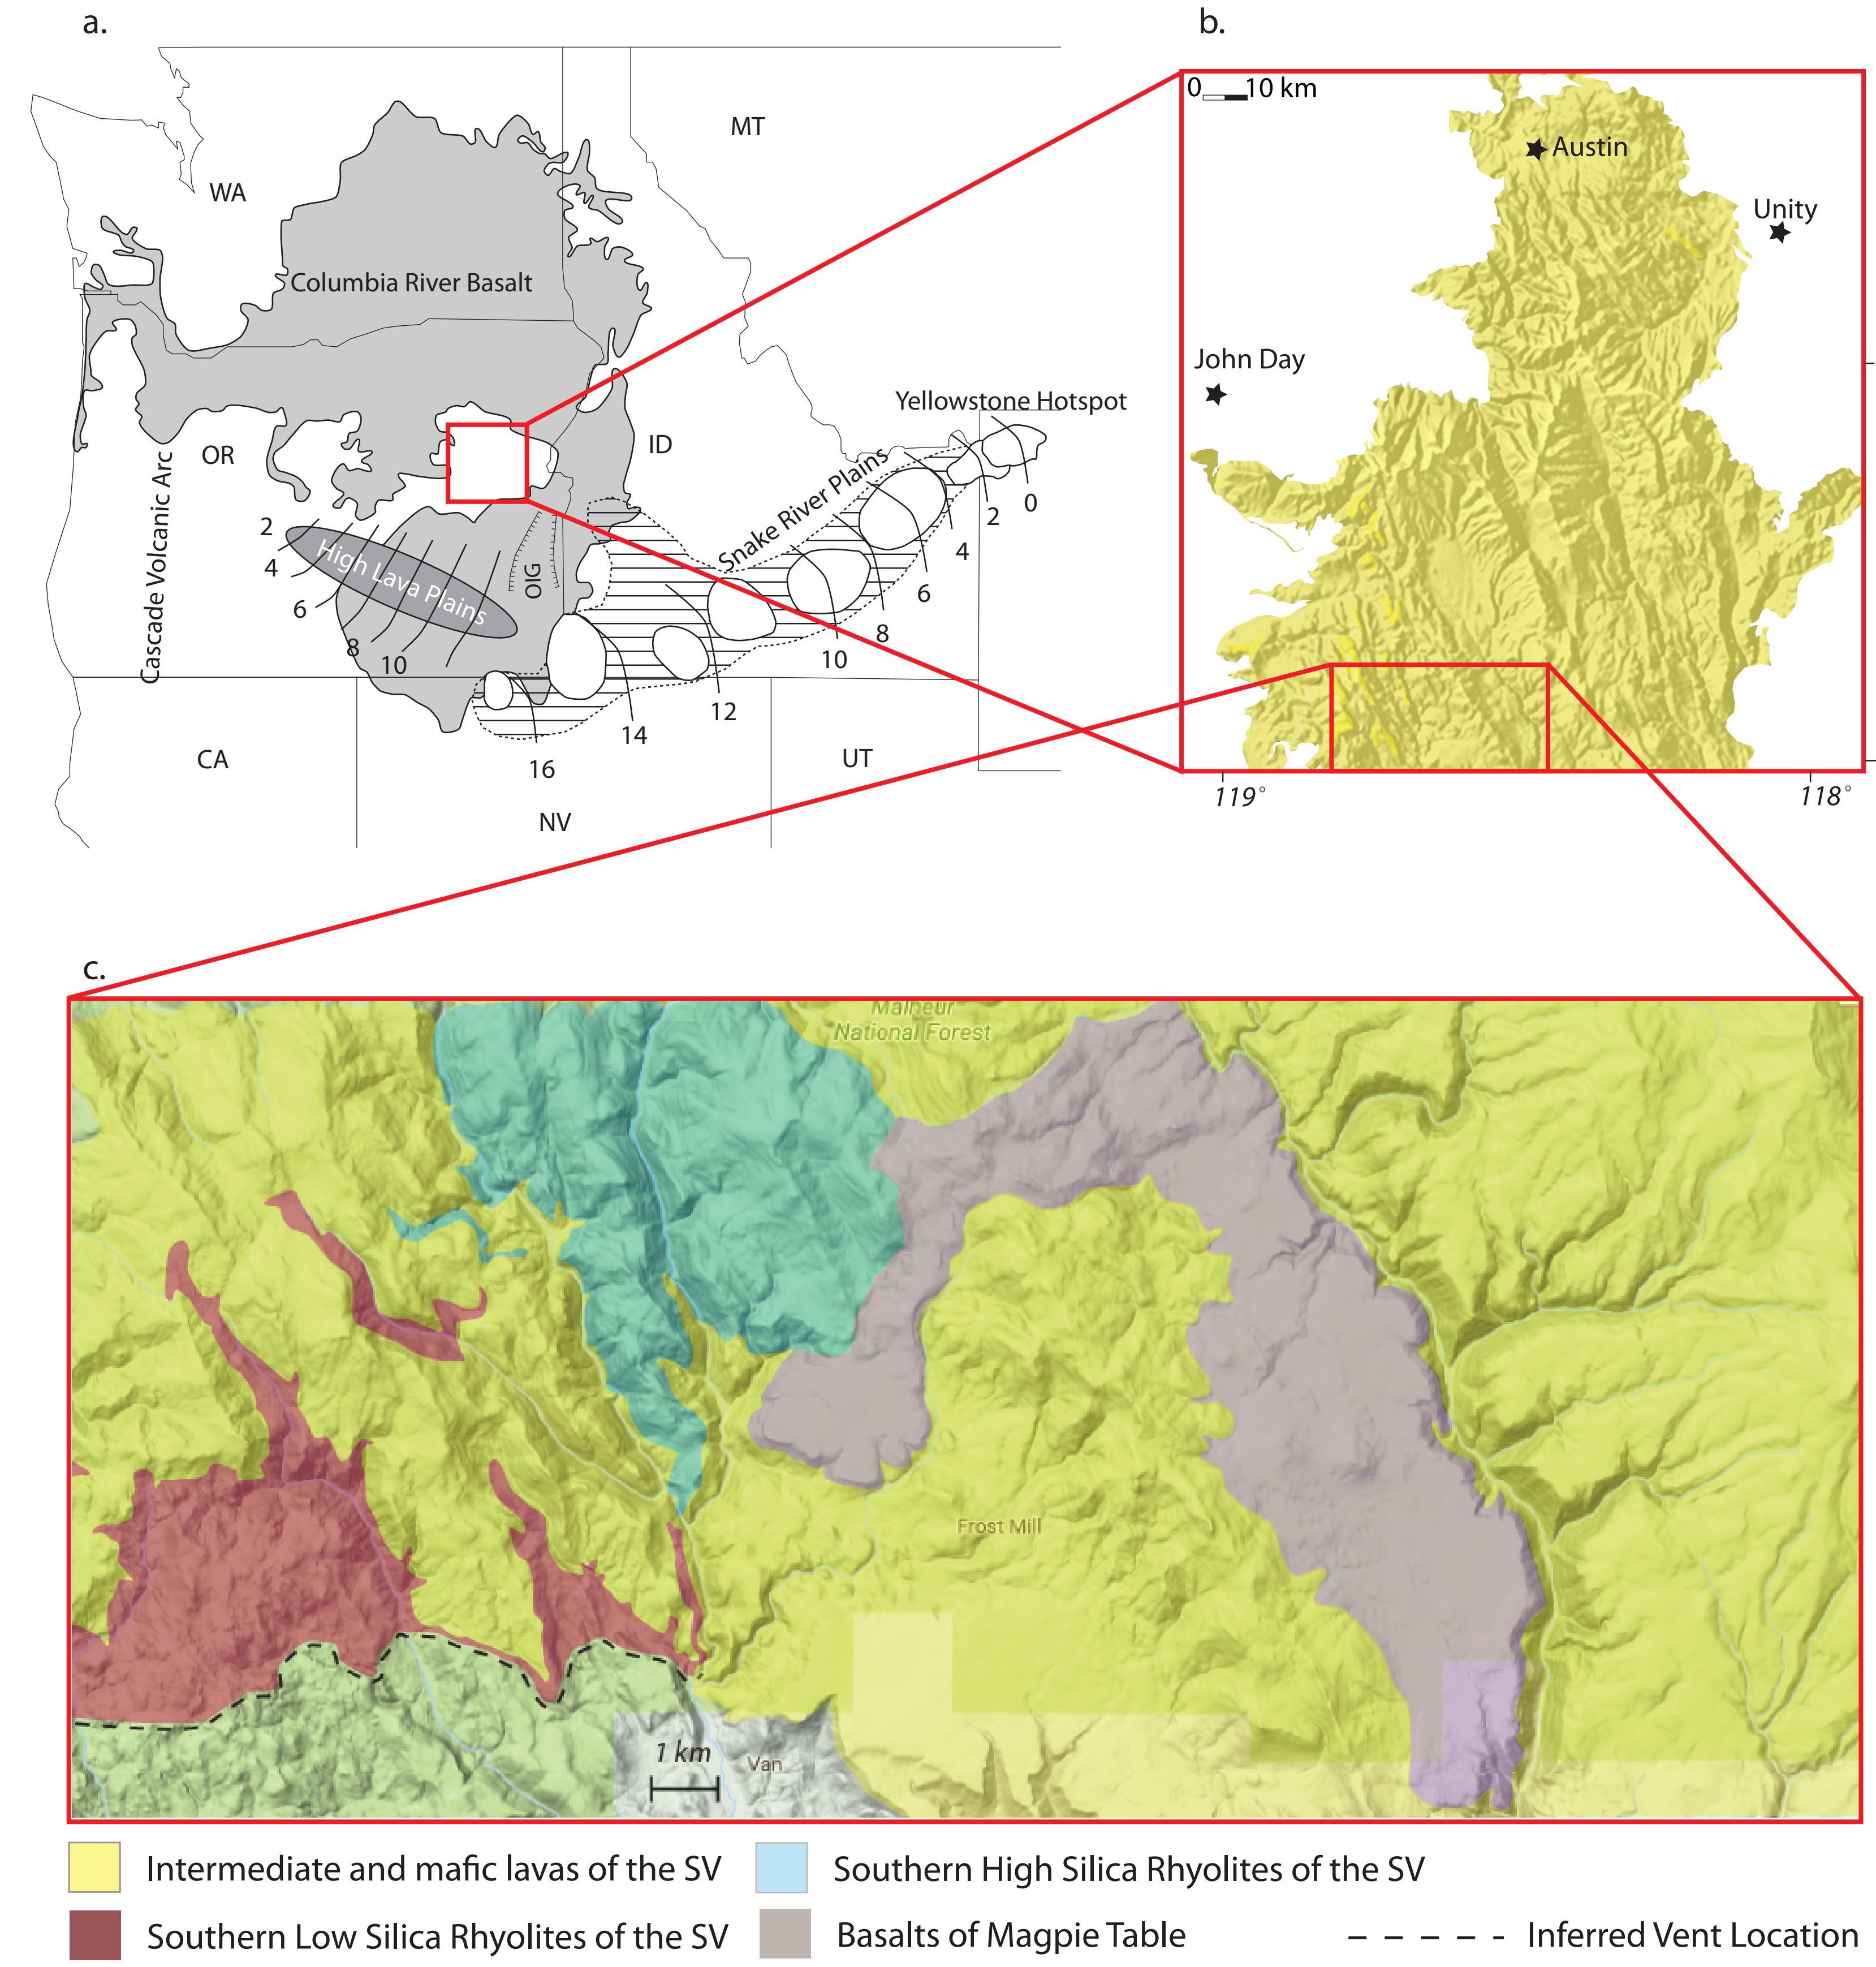 a.
b.
MT
WA
Columbia River Basalt
OR
ID
Cascade Volcanic Arc
High Lava Plains
OIG
Snake River Plains
Yellowstone Hotspot
2
4
6
8
10
0
2
4
6
8
10
12
14
16
CA
NV
UT
0 10 km
Austin
Unity
John Day
119°
118°
c.
Malheur
National Forest
Frost Mill
1 km
Van
Intermediate and mafic lavas of the SV
Southern High Silica Rhyolites of the SV
Southern Low Silica Rhyolites of the SV
Basalts of Magpie Table
Inferred Vent Location